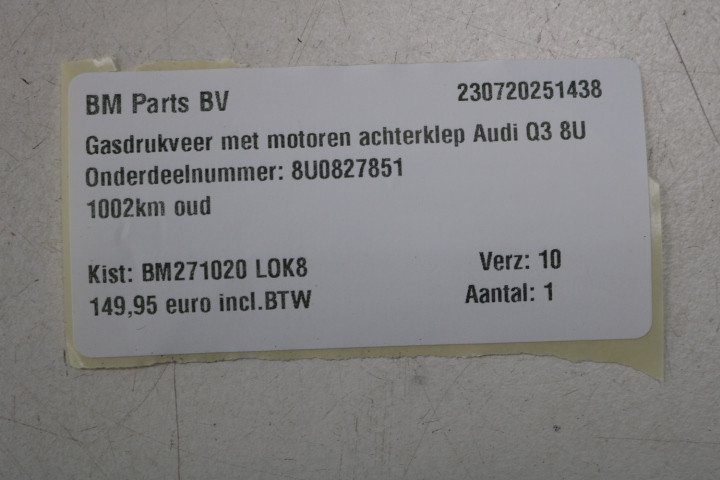 BM Parts BV 230720251438
Gasdrukveer met motoren achterklep Audi Q3 8U
Onderdeelnummer: 8U0827851
1002km oud
Kist: BM271020 LOK8 Verz: 10
149,95 euro incl.BTW Aantal: 1